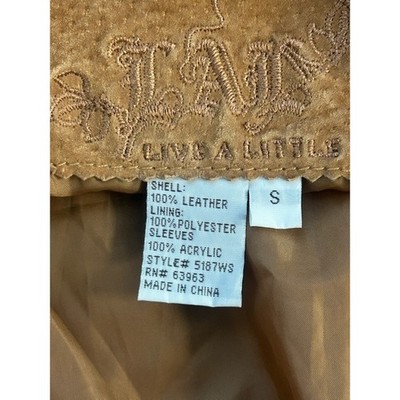 LAL
LIVE A LITTLE
SHELL:
100% LEATHER
LINING:
100%POLYESTER
SLEEVES
100% ACRYLIC
STYLE# 5187WS
RN# 63963
MADE IN CHINA
S